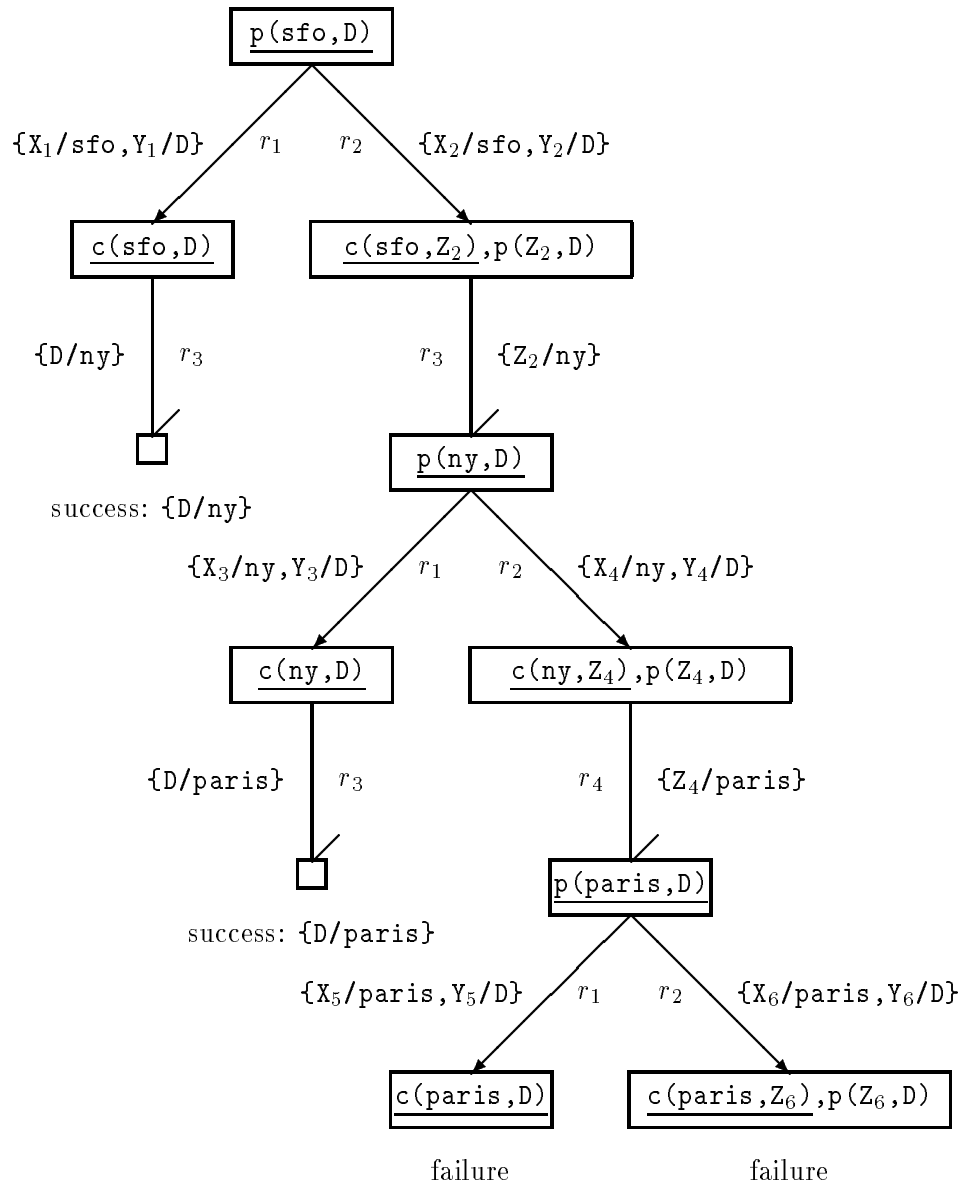 p(sfo,D)
{X₁/sfo,Y₁/D} r₁ r₂ {X₂/sfo,Y₂/D}
c(sfo,D) c(sfo,Z₂),p(Z₂,D)
{D/ny} r₃ r₃ {Z₂/ny}
p(ny,D)
success: {D/ny}
{X₃/ny,Y₃/D} r₁ r₂ {X₄/ny,Y₄/D}
c(ny,D) c(ny,Z₄),p(Z₄,D)
{D/paris} r₃ r₄ {Z₄/paris}
p(paris,D)
success: {D/paris}
{X₅/paris,Y₅/D} r₁ r₂ {X₆/paris,Y₆/D}
c(paris,D) c(paris,Z₆),p(Z₆,D)
failure failure